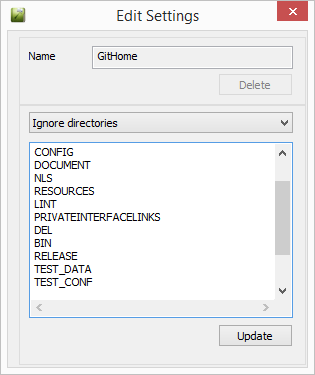 Edit Settings
Name
GitHome
Delete
Ignore directories
CONFIG
DOCUMENT
NLS
RESOURCES
LINT
PRIVATEINTERFACELINKS
DEL
BIN
RELEASE
TEST_DATA
TEST_CONF
Update